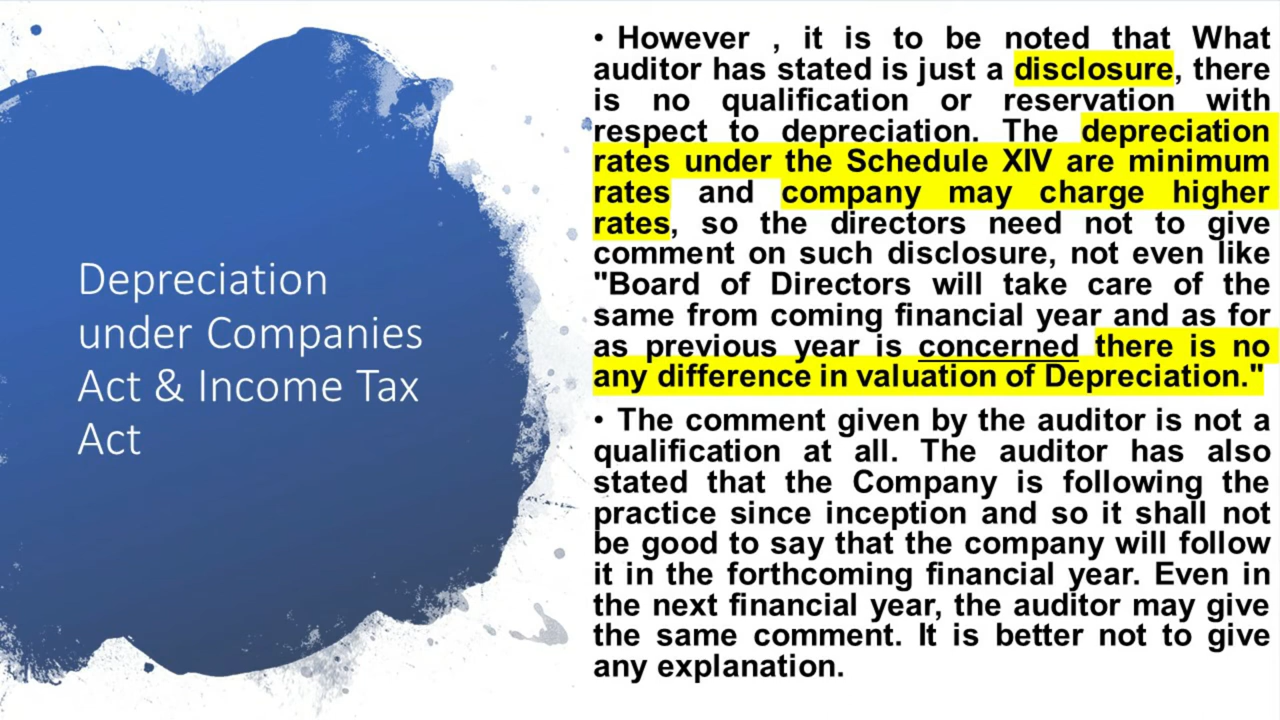 Depreciation
under Companies
Act & Income Tax
Act
• However , it is to be noted that What
auditor has stated is just a disclosure, there
is no qualification or reservation with
respect to depreciation. The depreciation
rates under the Schedule XIV are minimum
rates and company may charge higher
rates, so the directors need not to give
comment on such disclosure, not even like
"Board of Directors will take care of the
same from coming financial year and as for
as previous year is concerned there is no
any difference in valuation of Depreciation."
• The comment given by the auditor is not a
qualification at all. The auditor has also
stated that the Company is following the
practice since inception and so it shall not
be good to say that the company will follow
it in the forthcoming financial year. Even in
the next financial year, the auditor may give
the same comment. It is better not to give
any explanation.